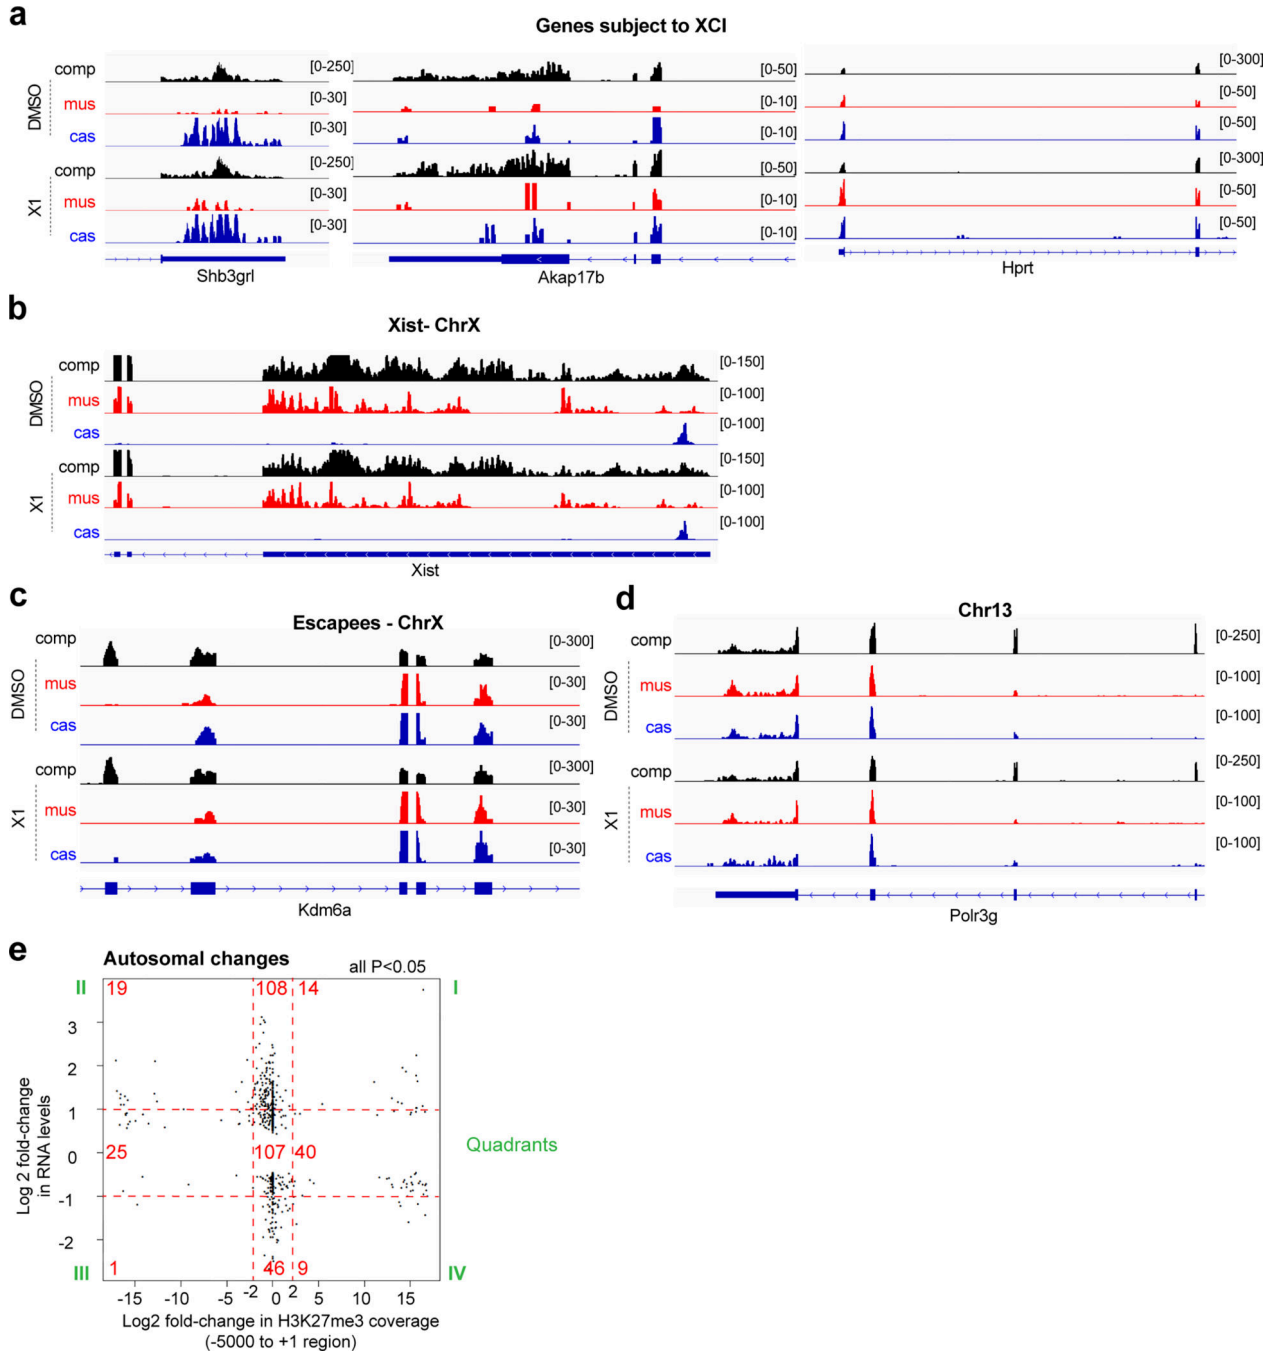 a
Genes subject to XCI
DMSO
comp [0-250] [0-50] [0-300]
mus [0-30] [0-10] [0-50]
cas [0-30] [0-10] [0-50]
X1
comp [0-250] [0-50] [0-300]
mus [0-30] [0-10] [0-50]
cas [0-30] [0-10] [0-50]
Shb3grl Akap17b Hprt
b
Xist- ChrX
DMSO
comp [0-150]
mus [0-100]
cas [0-100]
X1
comp [0-150]
mus [0-100]
cas [0-100]
Xist
c
Escapees - ChrX
DMSO
comp [0-300]
mus [0-30]
cas [0-30]
X1
comp [0-300]
mus [0-30]
cas [0-30]
Kdm6a
d
Chr13
DMSO
comp [0-250]
mus [0-100]
cas [0-100]
X1
comp [0-250]
mus [0-100]
cas [0-100]
Polr3g
e
Autosomal changes
all P<0.05
II 19 108 14 I
3
2
1
25 107 40
0
-1
-2
Log 2 fold-change
in RNA levels
Quadrants
III 1 46 9 IV
-15 -10 -5 -2 0 2 5 10 15
Log2 fold-change in H3K27me3 coverage
(-5000 to +1 region)